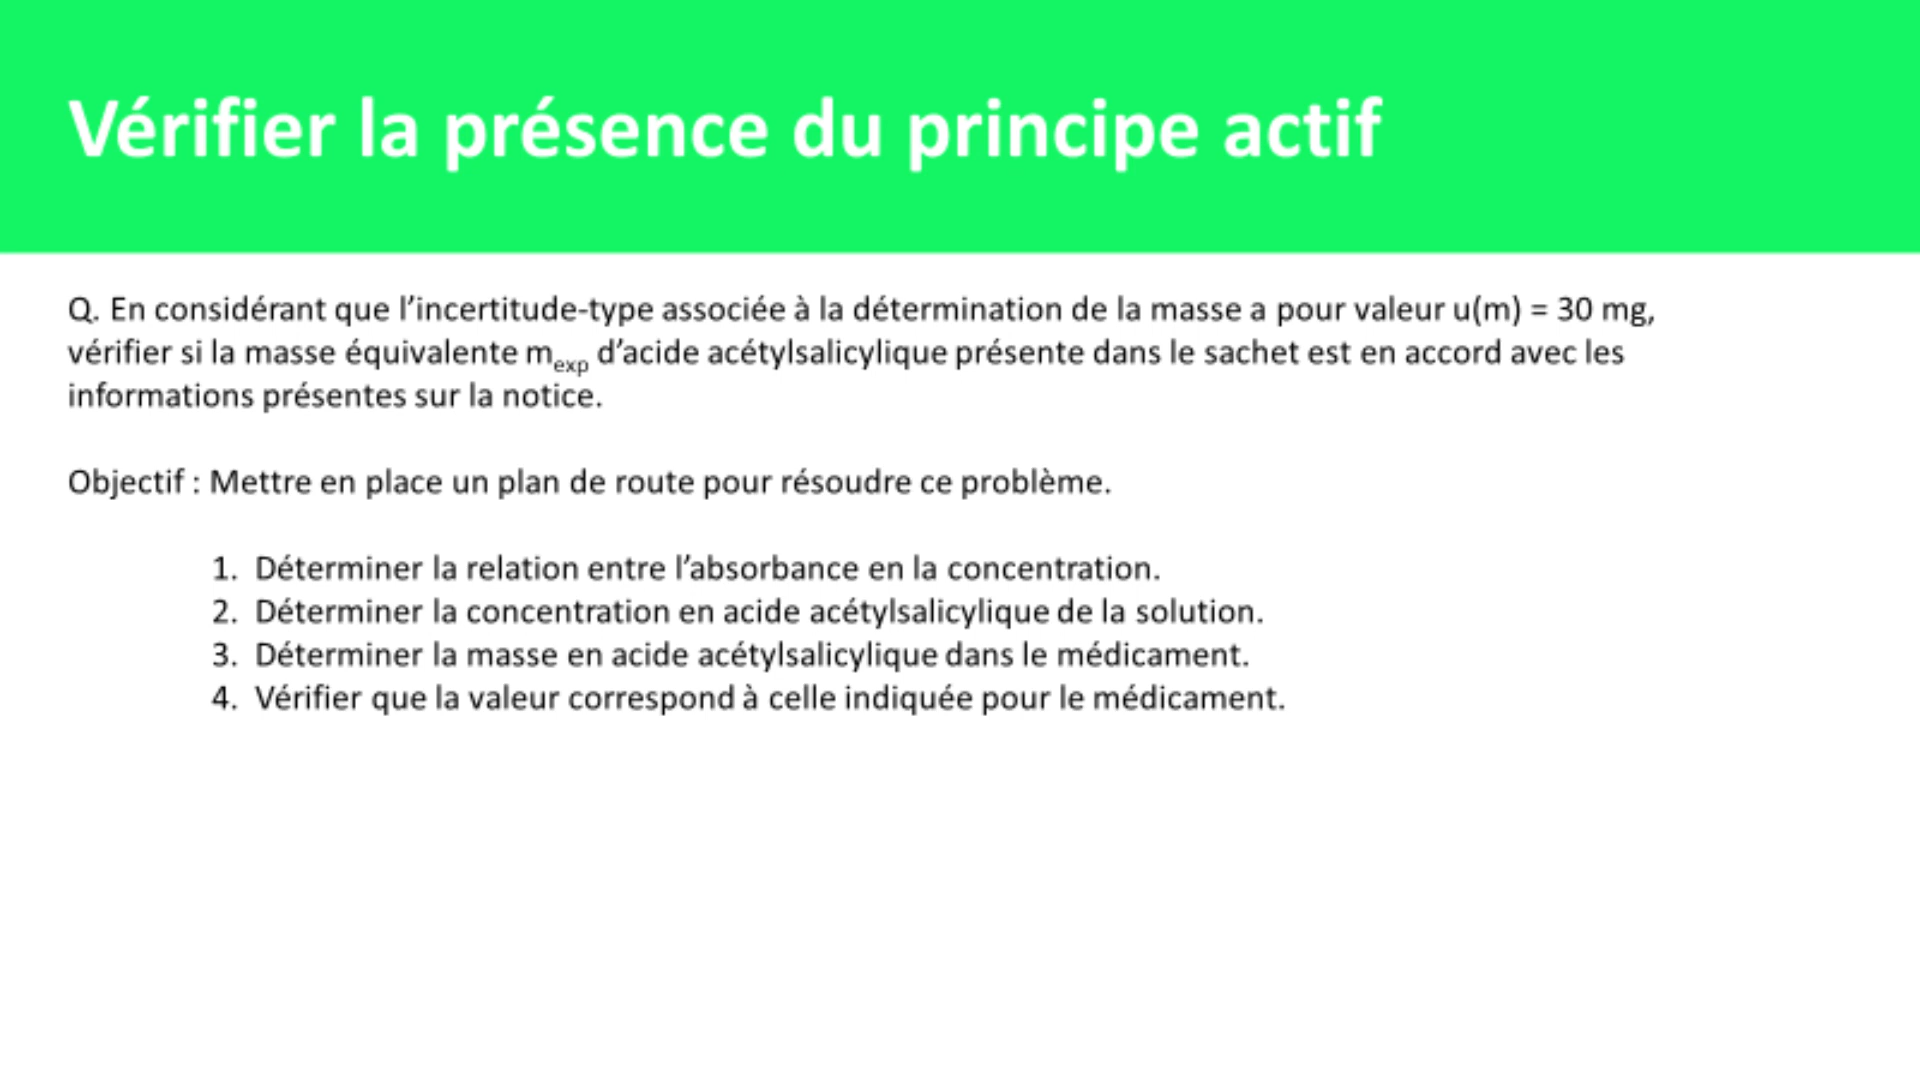 Vérifier la présence du principe actif
Q. En considérant que l’incertitude-type associée à la détermination de la masse a pour valeur u(m) = 30 mg,
vérifier si la masse équivalente mexp d’acide acétylsalicylique présente dans le sachet est en accord avec les
informations présentes sur la notice.
Objectif : Mettre en place un plan de route pour résoudre ce problème.
1. Déterminer la relation entre l’absorbance en la concentration.
2. Déterminer la concentration en acide acétylsalicylique de la solution.
3. Déterminer la masse en acide acétylsalicylique dans le médicament.
4. Vérifier que la valeur correspond à celle indiquée pour le médicament.